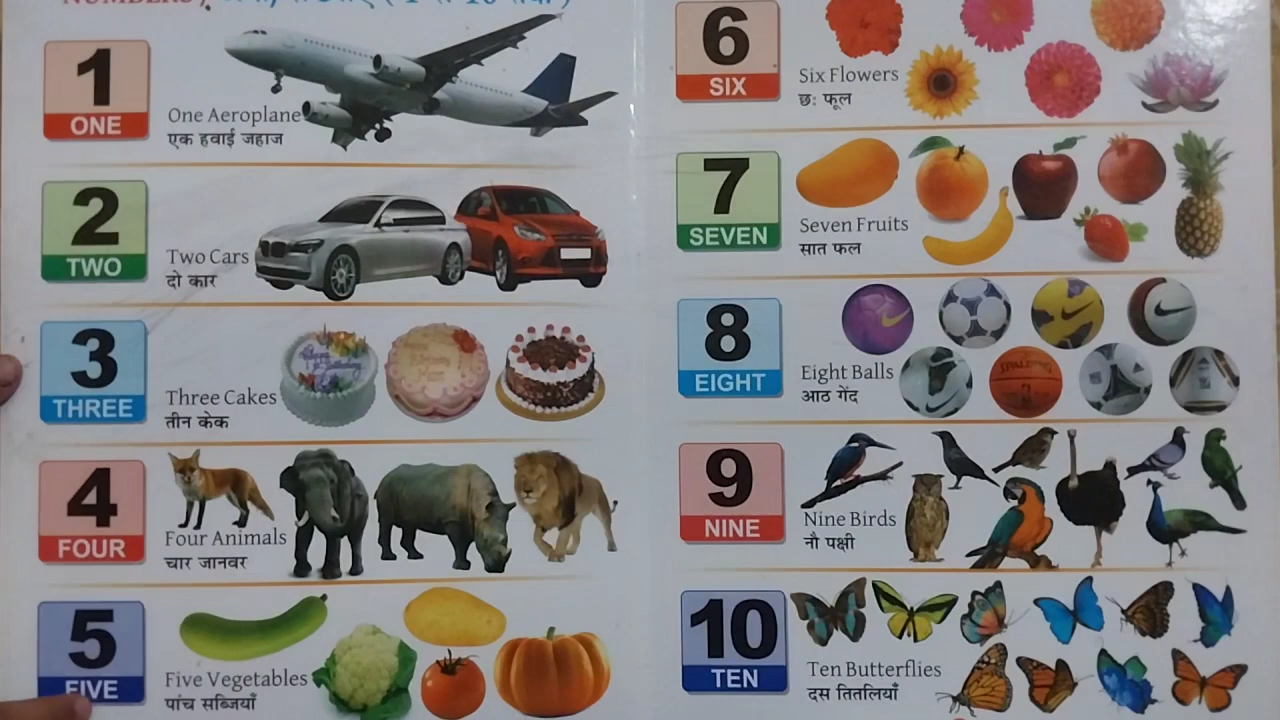 NUMBERS
1
ONE
One Aeroplane
एक हवाई जहाज
2
TWO
Two Cars
दो कार
3
THREE
Three Cakes
तीन केक
4
FOUR
Four Animals
चार जानवर
5
FIVE
Five Vegetables
पांच सब्जियाँ
6
SIX
Six Flowers
छः फूल
7
SEVEN
Seven Fruits
सात फल
8
EIGHT
Eight Balls
आठ गेंद
SPALDING
9
NINE
Nine Birds
नौ पक्षी
10
TEN
Ten Butterflies
दस तितलियाँ